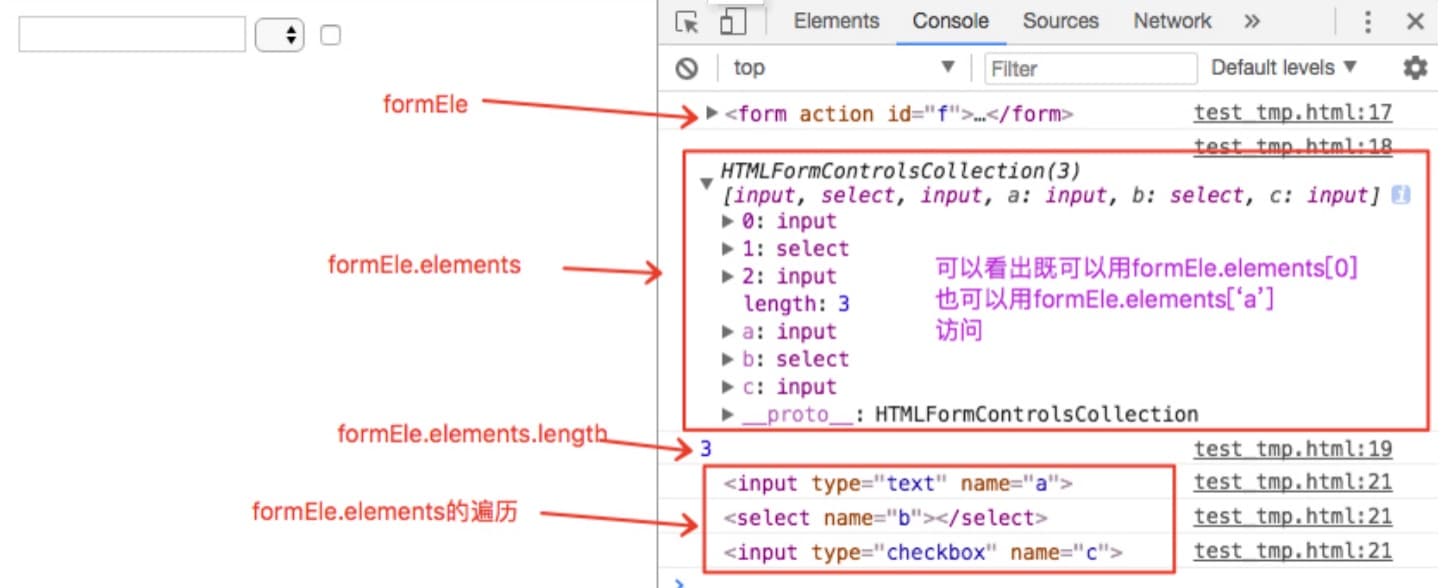 Elements Console Sources Network »
top Filter Default levels
formEle
<form action id="f">…</form> test_tmp.html:17
test_tmp.html:18
HTMLFormControlsCollection(3)
[input, select, input, a: input, b: select, c: input] i
0: input
1: select
2: input
length: 3
a: input
b: select
c: input
__proto__: HTMLFormControlsCollection
formEle.elements
可以看出既可以用formEle.elements[0]
也可以用formEle.elements[‘a’]
访问
formEle.elements.length
3 test_tmp.html:19
formEle.elements的遍历
<input type="text" name="a"> test_tmp.html:21
<select name="b"></select> test_tmp.html:21
<input type="checkbox" name="c"> test_tmp.html:21